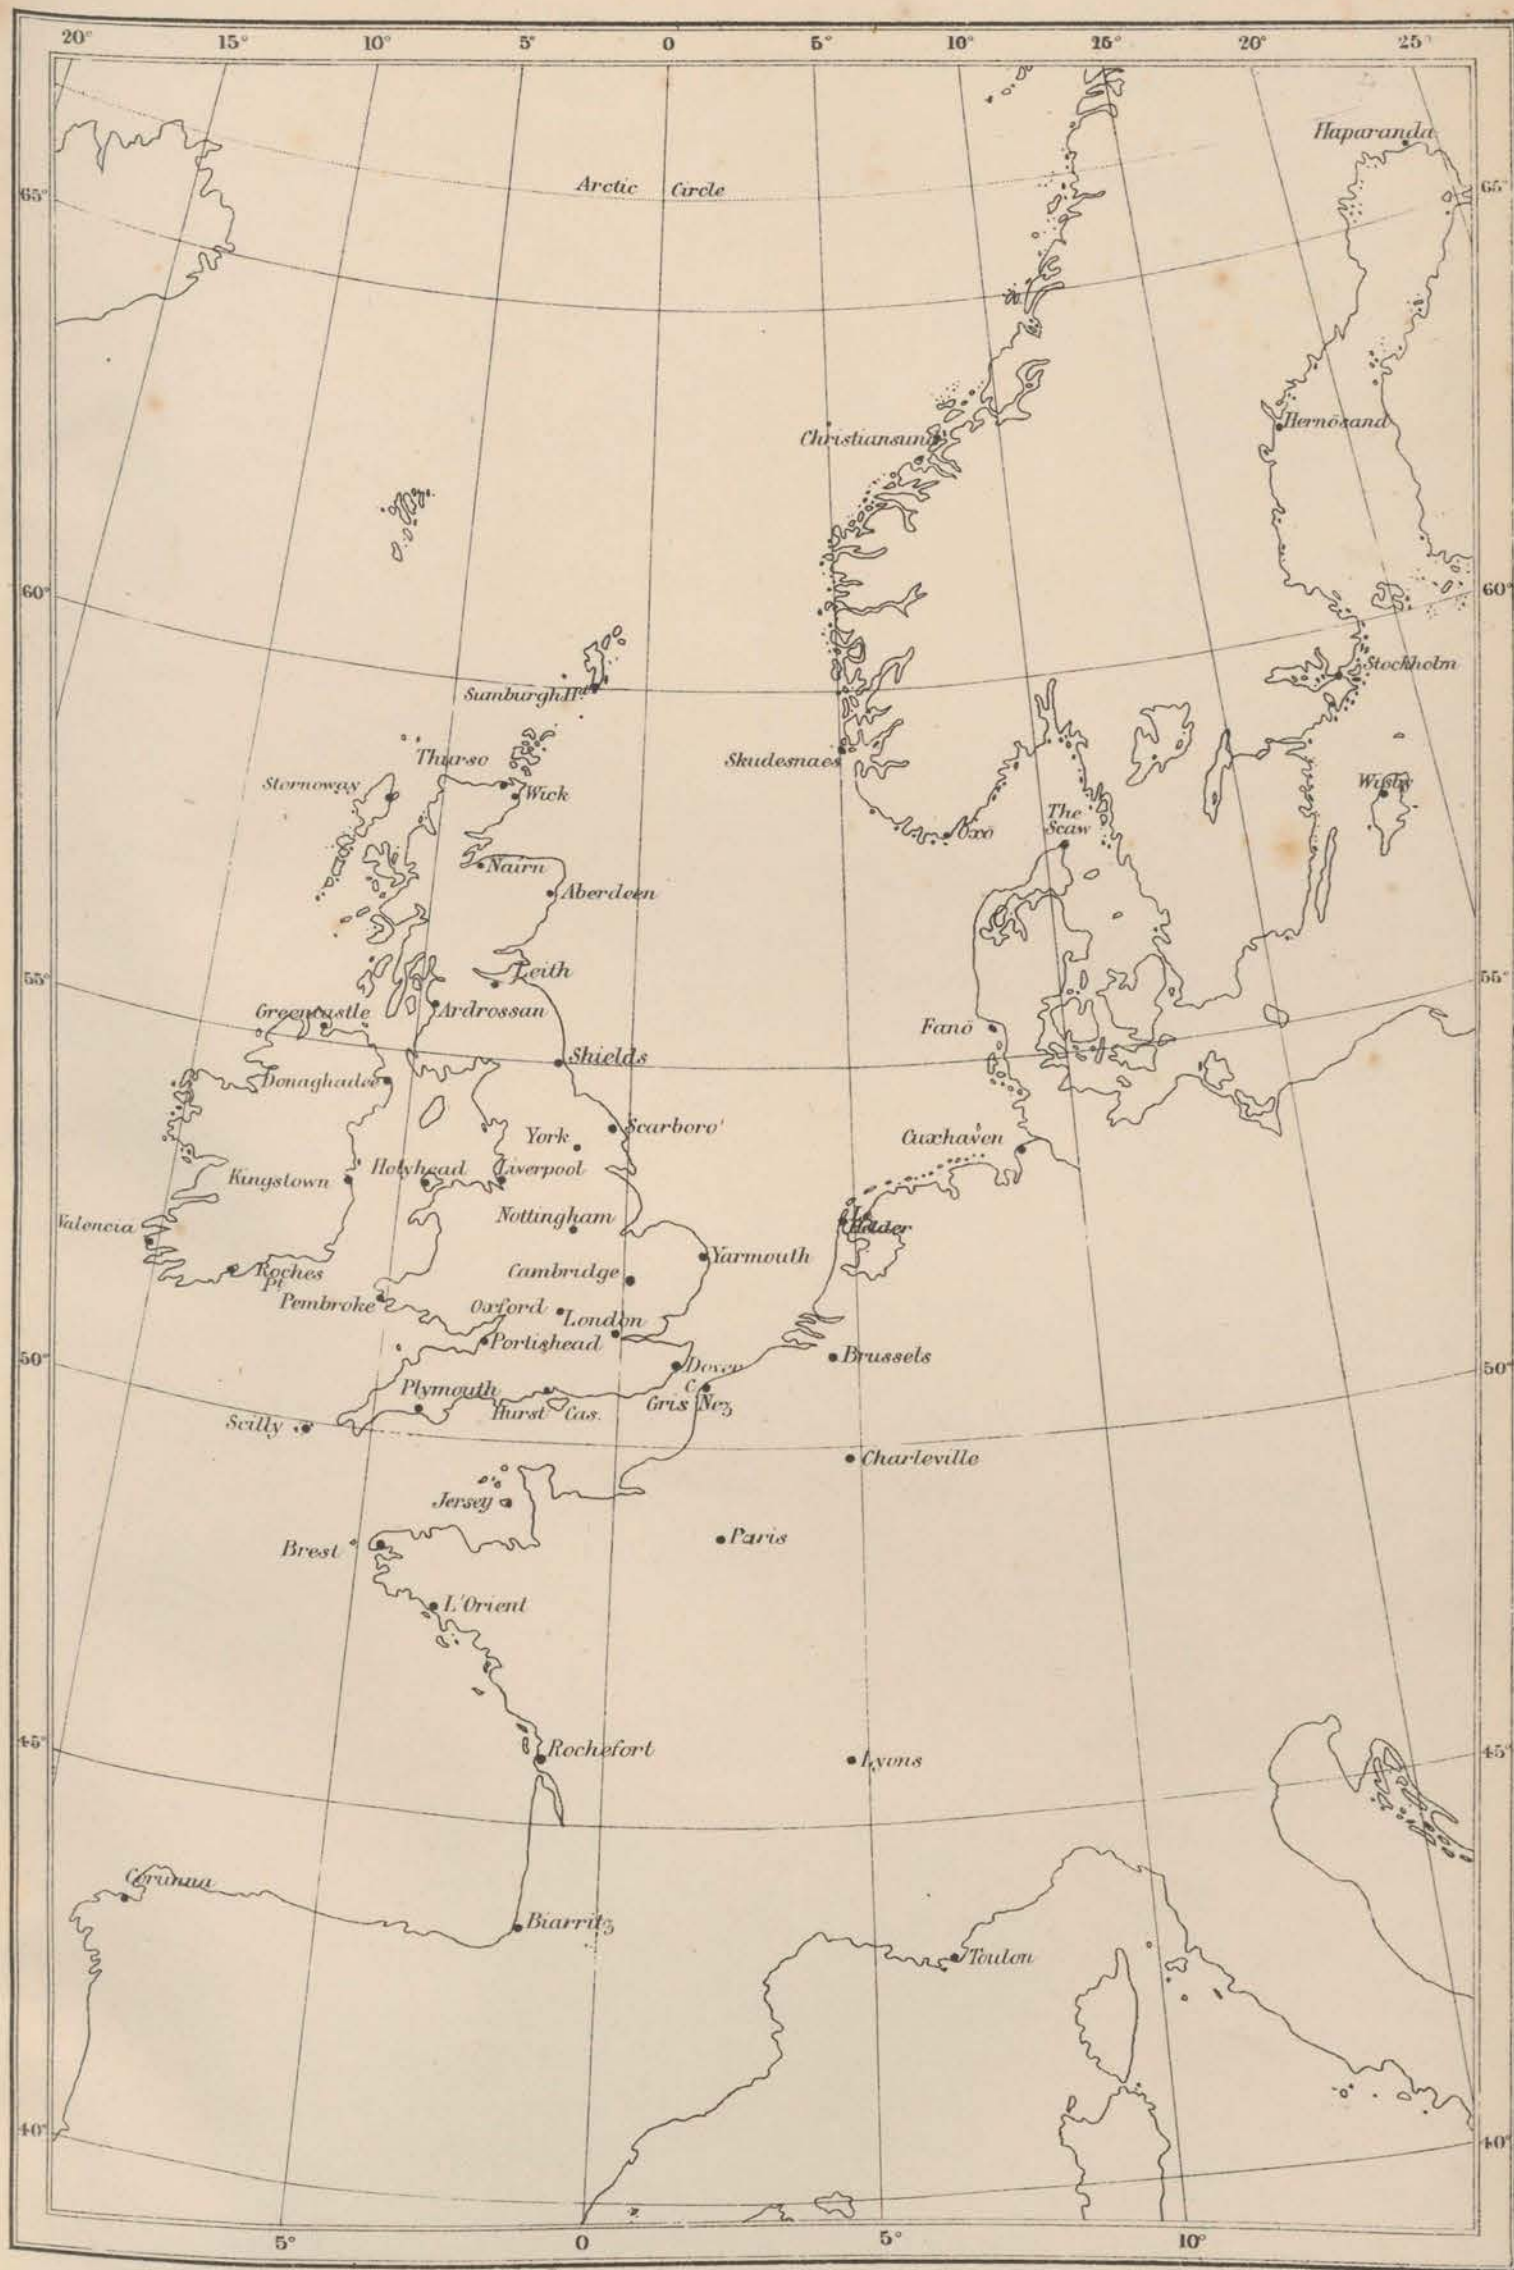 20° 15° 10° 5° 0 5° 10° 15° 20° 25°
Haparanda
65° Arctic Circle 65°
Christiansund
Hernösand
60° 60°
Stockholm
Sumburgh Hd.
Thurso
Skudesnaes
Stornoway
Wick
Wisby
The
Scaw
Oxö
Nairn
Aberdeen
Leith
55° 55°
Greencastle
Ardrossan
Fanö
Shields
Donaghadee
Scarboro'
York
Cuxhaven
Kingstown
Holyhead
Liverpool
Valencia
Nottingham
Helder
Yarmouth
Roches
Pt.
Cambridge
Pembroke
Oxford
London
Portishead
50° 50°
Brussels
Dover
Plymouth
Hurst Cas.
C.
Gris Nez
Scilly
Charleville
Jersey
Paris
Brest
L'Orient
45° 45°
Rochefort
Lyons
Corunna
Biarritz
Toulon
40° 40°
5° 0 5° 10°